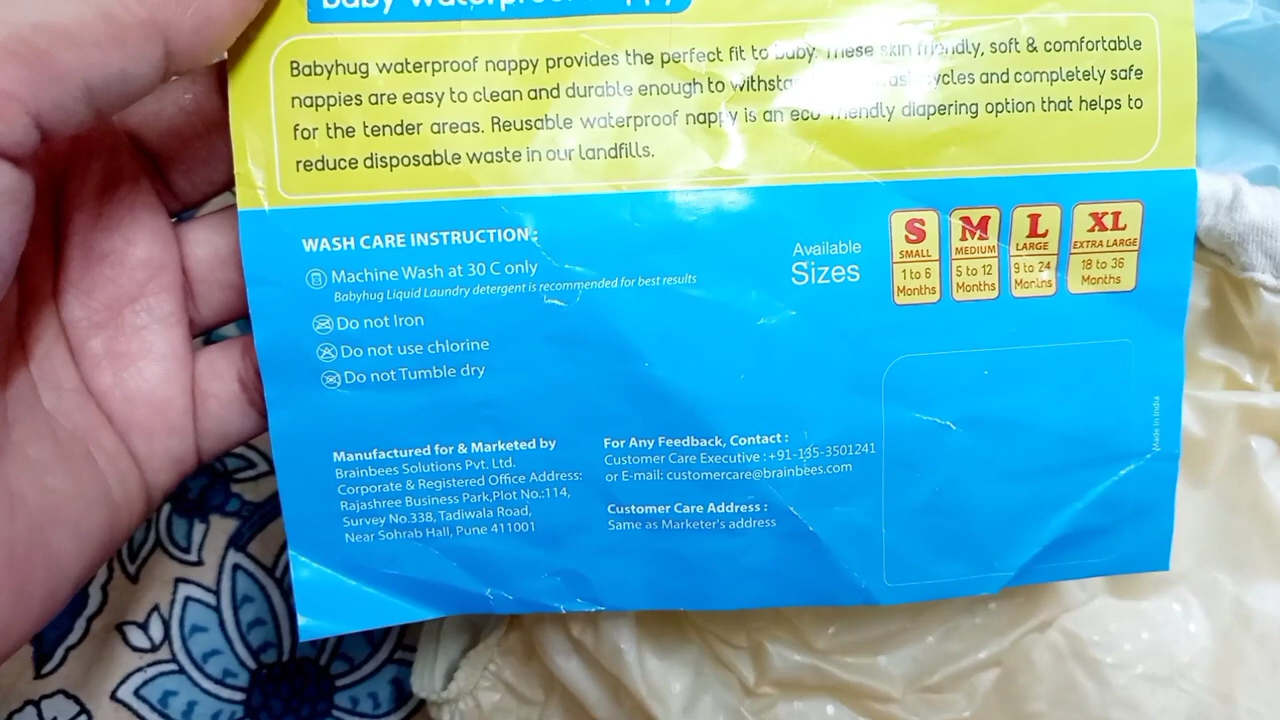 baby waterproof nappy
Babyhug waterproof nappy provides the perfect fit to baby. These skin friendly, soft & comfortable
nappies are easy to clean and durable enough to cycles and completely safe
for the tender areas. Reusable waterproof nappy is an eco friendly diapering option that helps to
reduce disposable waste in our landfills.
WASH CARE INSTRUCTION :
Machine Wash at 30 C only
Babyhug Liquid Laundry detergent is recommended for best results
Do not Iron
Do not use chlorine
Do not Tumble dry
Available
Sizes
S
SMALL
1 to 6
Months
M
MEDIUM
5 to 12
Months
L
LARGE
9 to 24
Months
XL
EXTRA LARGE
18 to 36
Months
Manufactured for & Marketed by
Brainbees Solutions Pvt. Ltd.
Corporate & Registered Office Address:
Rajashree Business Park,Plot No.:114,
Survey No.338, Tadiwala Road,
Near Sohrab Hall, Pune 411001
For Any Feedback, Contact :
Customer Care Executive :+91-135-3501241
or E-mail: customercare@brainbees.com
Customer Care Address :
Same as Marketer's address
Made In India